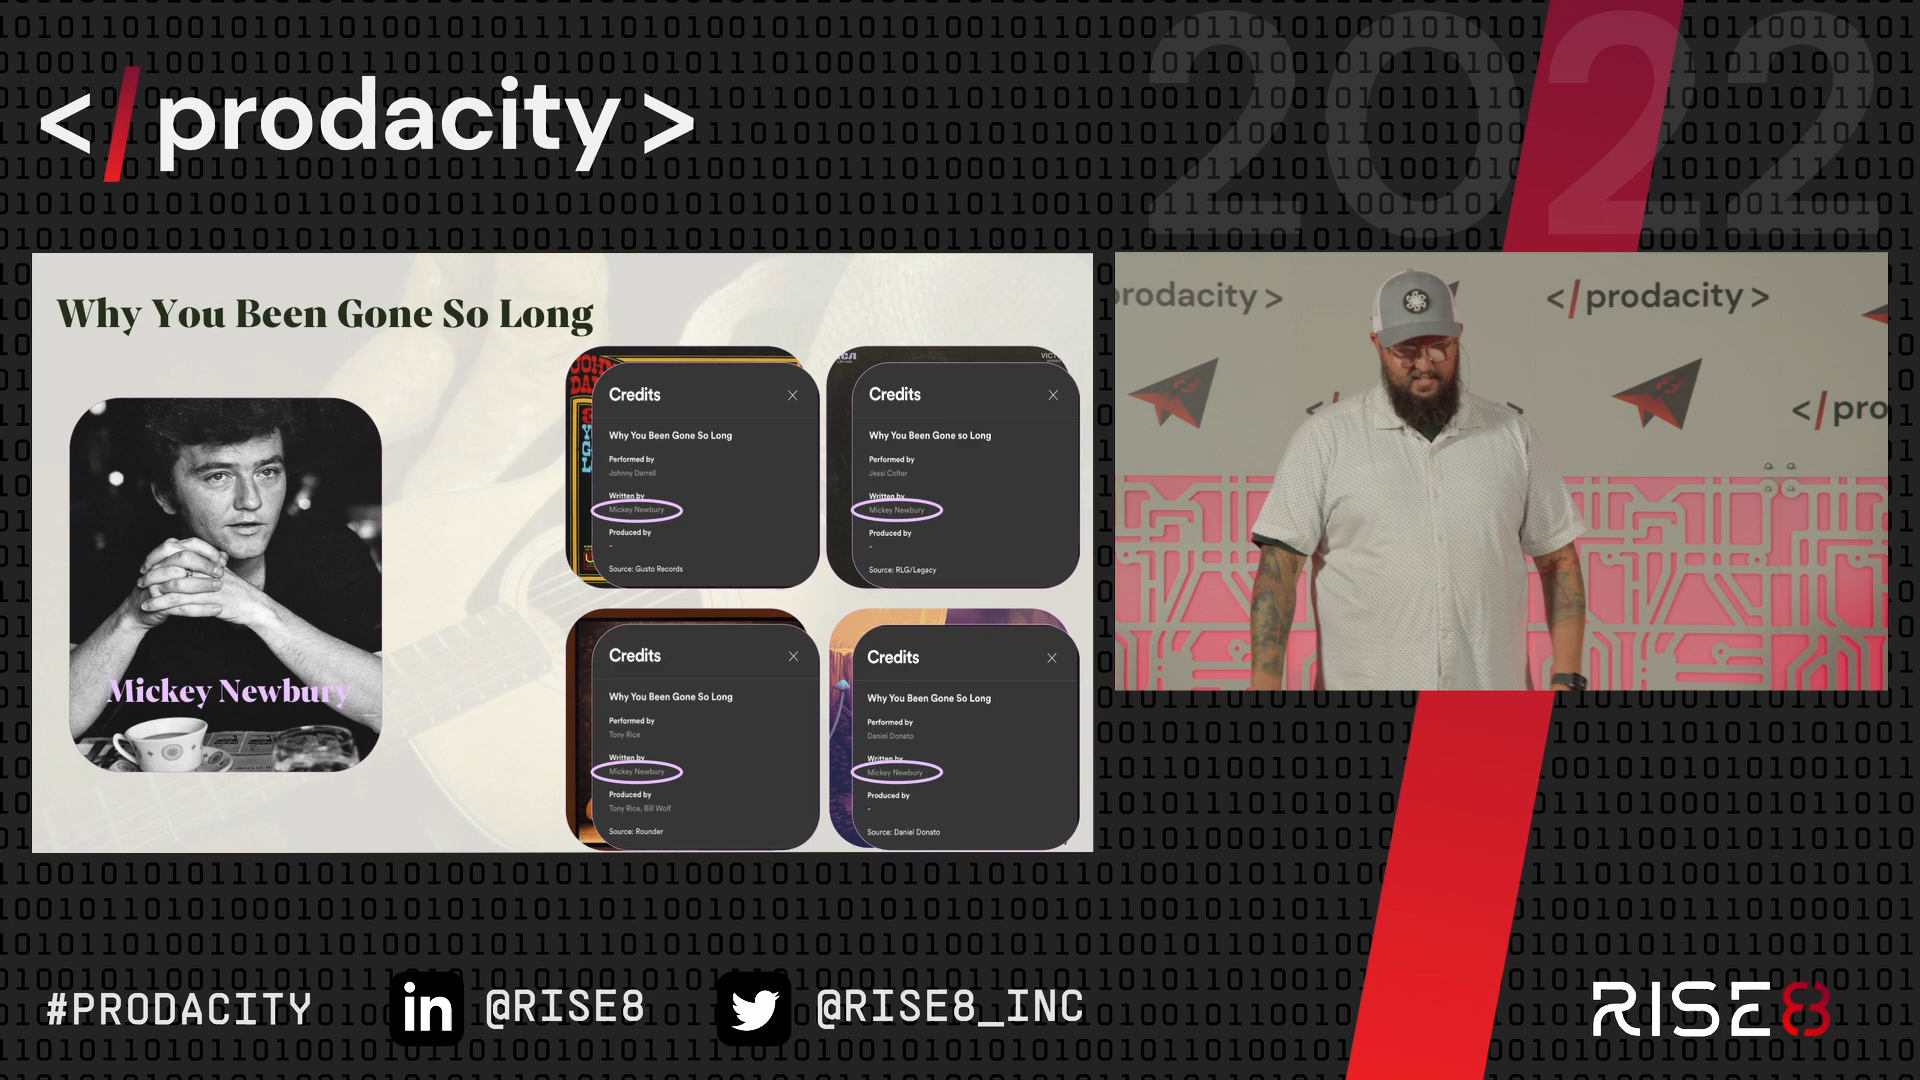 2022
</prodacity>
Why You Been Gone So Long
Mickey Newbury
JOHN
DA
Credits
Why You Been Gone So Long
Performed by
Johnny Darrell
Written by
Mickey Newbury
Produced by
-
Source: Gusto Records
Credits
Why You Been Gone so Long
Performed by
Jessi Colter
Written by
Mickey Newbury
Produced by
-
Source: RLG/Legacy
Credits
Why You Been Gone So Long
Performed by
Tony Rice
Written by
Mickey Newbury
Produced by
Tony Rice, Bill Wolf
Source: Rounder
Credits
Why You Been Gone So Long
Performed by
Daniel Donato
Written by
Mickey Newbury
Produced by
-
Source: Daniel Donato
prodacity>
</prodacity>
</pro
#PRODACITY
in @RISE8
@RISE8_INC
RISE8